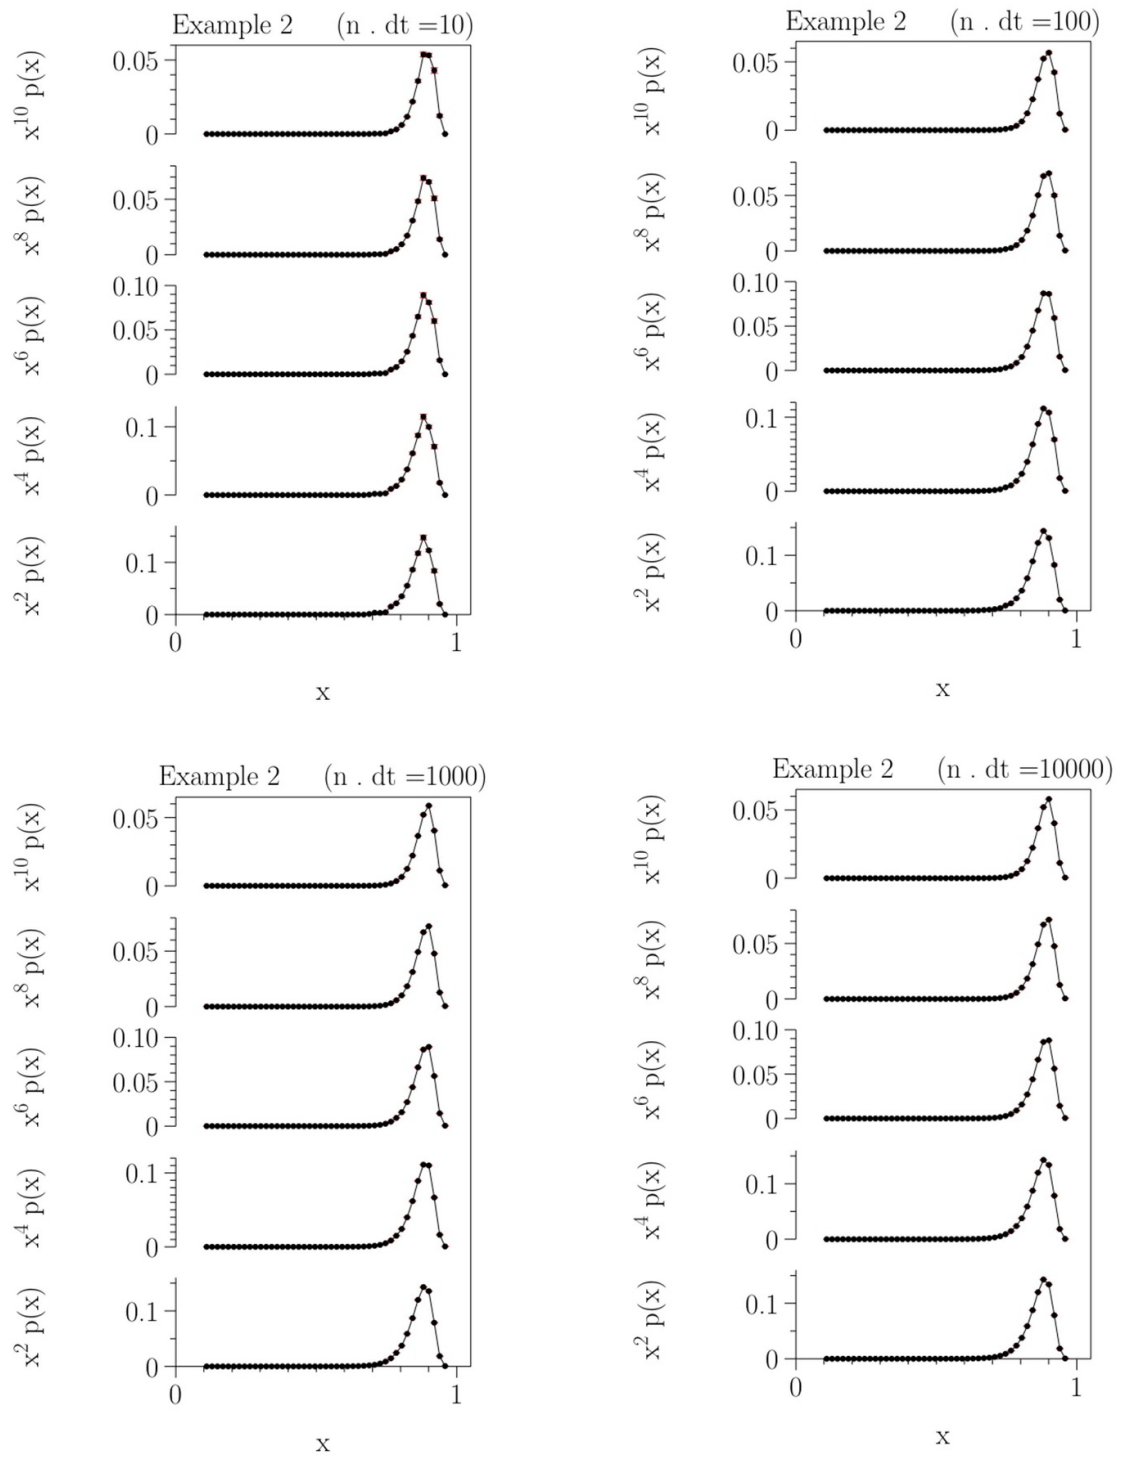 Example 2 (n . dt =10)
x^10 p(x)
0.05
0
x^8 p(x)
0.05
0
x^6 p(x)
0.10
0.05
0
x^4 p(x)
0.1
0
x^2 p(x)
0.1
0
0 1
x
Example 2 (n . dt =100)
x^10 p(x)
0.05
0
x^8 p(x)
0.05
0
x^6 p(x)
0.10
0.05
0
x^4 p(x)
0.1
0
x^2 p(x)
0.1
0
0 1
x
Example 2 (n . dt =1000)
x^10 p(x)
0.05
0
x^8 p(x)
0.05
0
x^6 p(x)
0.10
0.05
0
x^4 p(x)
0.1
0
x^2 p(x)
0.1
0
0 1
x
Example 2 (n . dt =10000)
x^10 p(x)
0.05
0
x^8 p(x)
0.05
0
x^6 p(x)
0.10
0.05
0
x^4 p(x)
0.1
0
x^2 p(x)
0.1
0
0 1
x